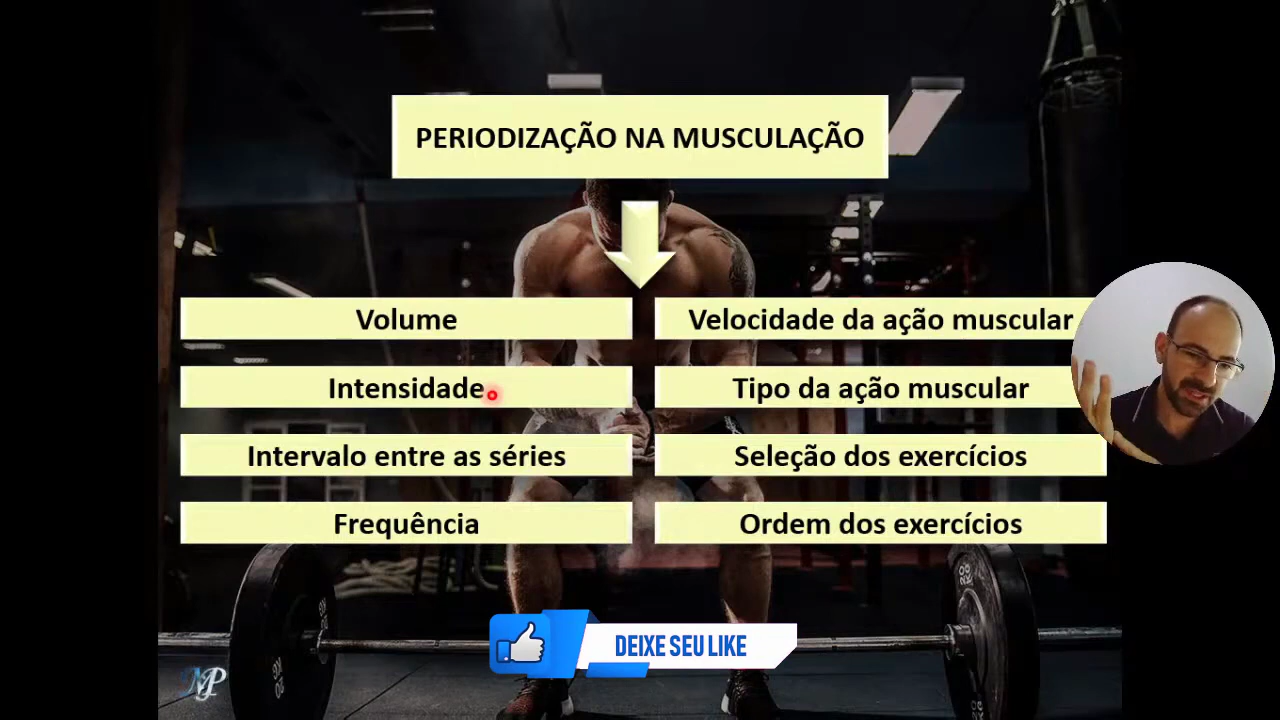 PERIODIZAÇÃO NA MUSCULAÇÃO
Volume
Velocidade da ação muscular
Intensidade
Tipo da ação muscular
Intervalo entre as séries
Seleção dos exercícios
Frequência
Ordem dos exercícios
DEIXE SEU LIKE
MP